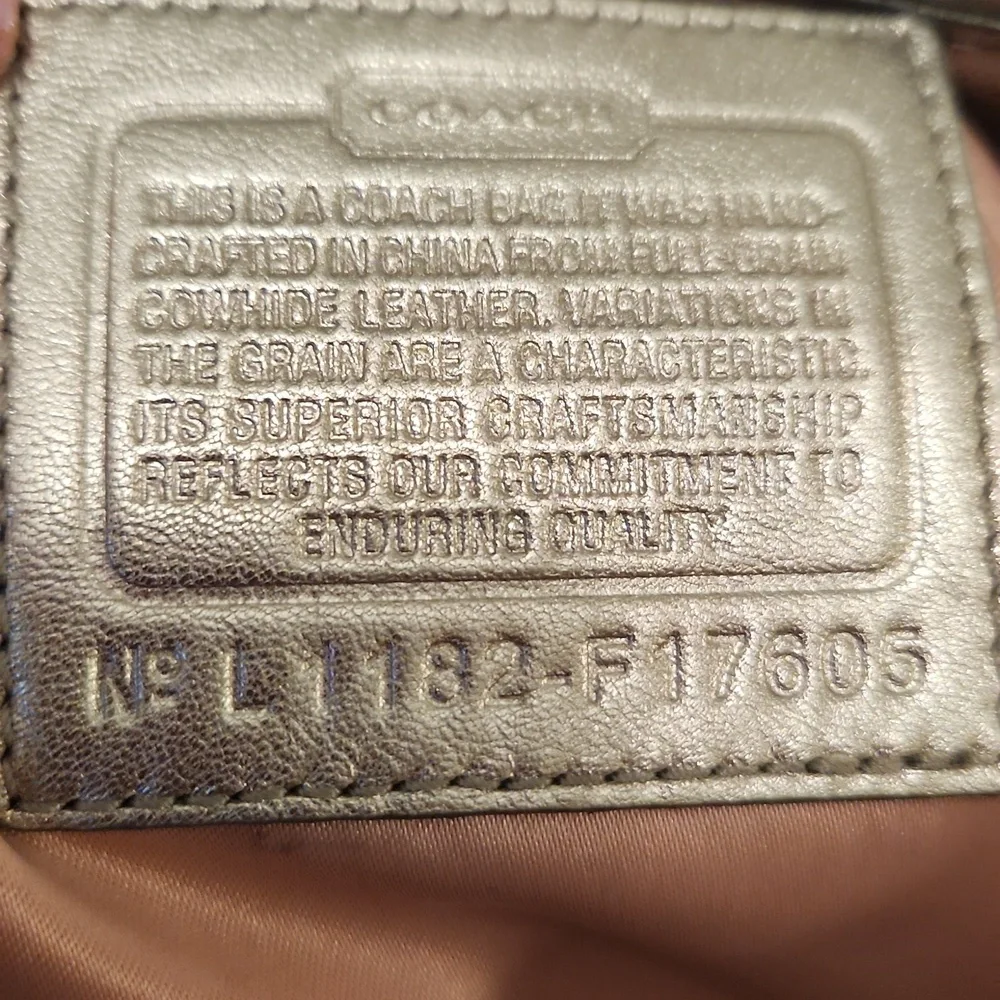 COACH
THIS IS A COACH BAG. IT WAS HAND-
CRAFTED IN CHINA FROM FULL-GRAIN
COWHIDE LEATHER. VARIATIONS IN
THE GRAIN ARE A CHARACTERISTIC.
ITS SUPERIOR CRAFTSMANSHIP
REFLECTS OUR COMMITMENT TO
ENDURING QUALITY
Nº L1182-F17605